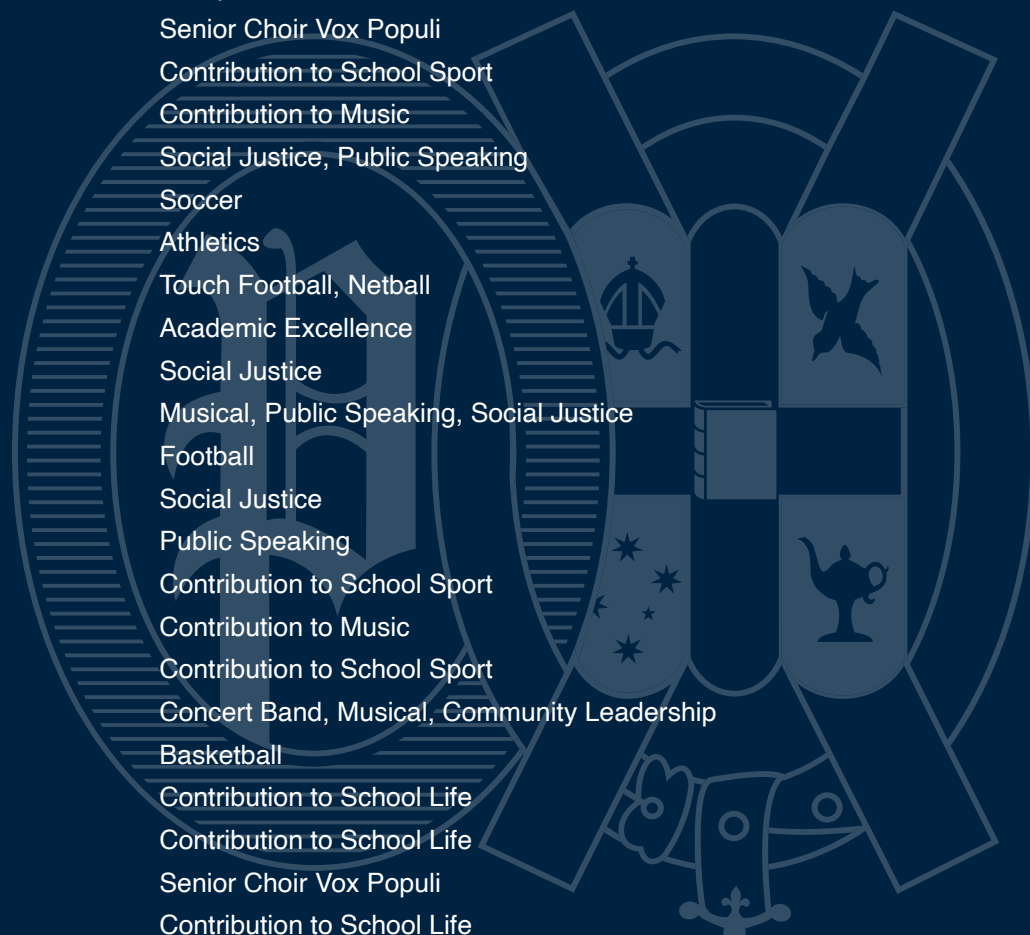 Senior Choir Vox Populi
Contribution to School Sport
Contribution to Music
Social Justice, Public Speaking
Soccer
Athletics
Touch Football, Netball
Academic Excellence
Social Justice
Musical, Public Speaking, Social Justice
Football
Social Justice
Public Speaking
Contribution to School Sport
Contribution to Music
Contribution to School Sport
Concert Band, Musical, Community Leadership
Basketball
Contribution to School Life
Contribution to School Life
Senior Choir Vox Populi
Contribution to School Life